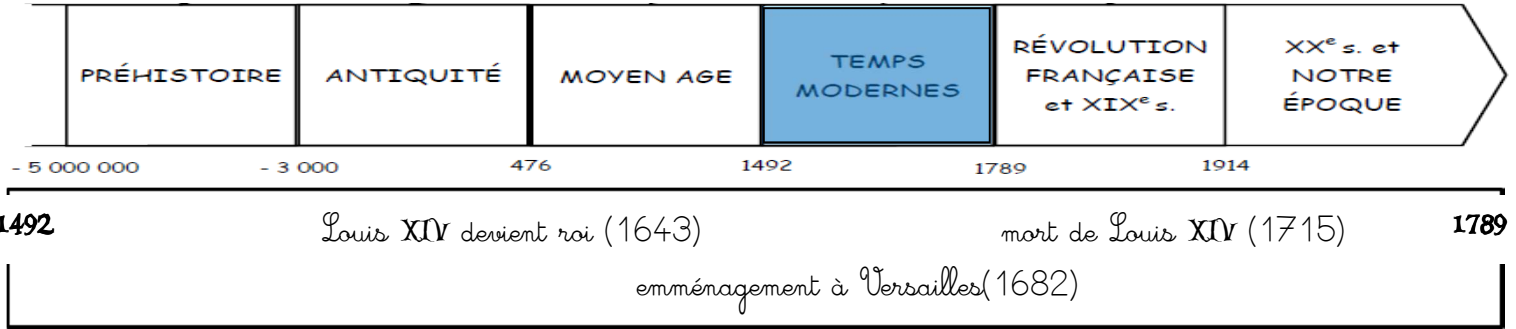 PRÉHISTOIRE
ANTIQUITÉ
MOYEN AGE
TEMPS
MODERNES
RÉVOLUTION
FRANÇAISE
et XIXe s.
XXe s. et
NOTRE
ÉPOQUE
- 5 000 000
- 3 000
476
1492
1789
1914
1492
Louis XIV devient roi (1643)
mort de Louis XIV (1715)
1789
emménagement à Versailles(1682)